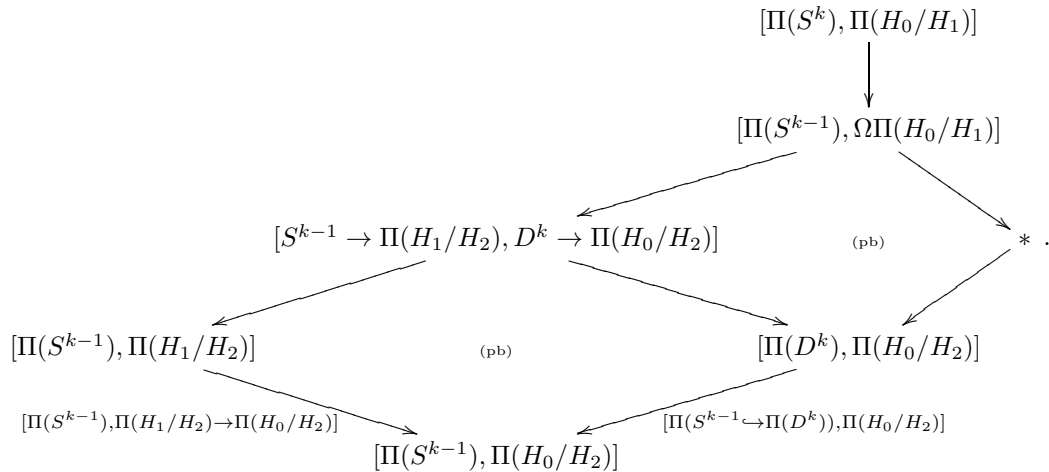 [Π(S^k), Π(H_0/H_1)]
[Π(S^{k−1}), ΩΠ(H_0/H_1)]
[S^{k−1} → Π(H_1/H_2), D^k → Π(H_0/H_2)] (pb) * .
[Π(S^{k−1}), Π(H_1/H_2)] (pb) [Π(D^k), Π(H_0/H_2)]
[Π(S^{k−1}),Π(H_1/H_2)→Π(H_0/H_2)] [Π(S^{k−1}↪Π(D^k)),Π(H_0/H_2)]
[Π(S^{k−1}), Π(H_0/H_2)]